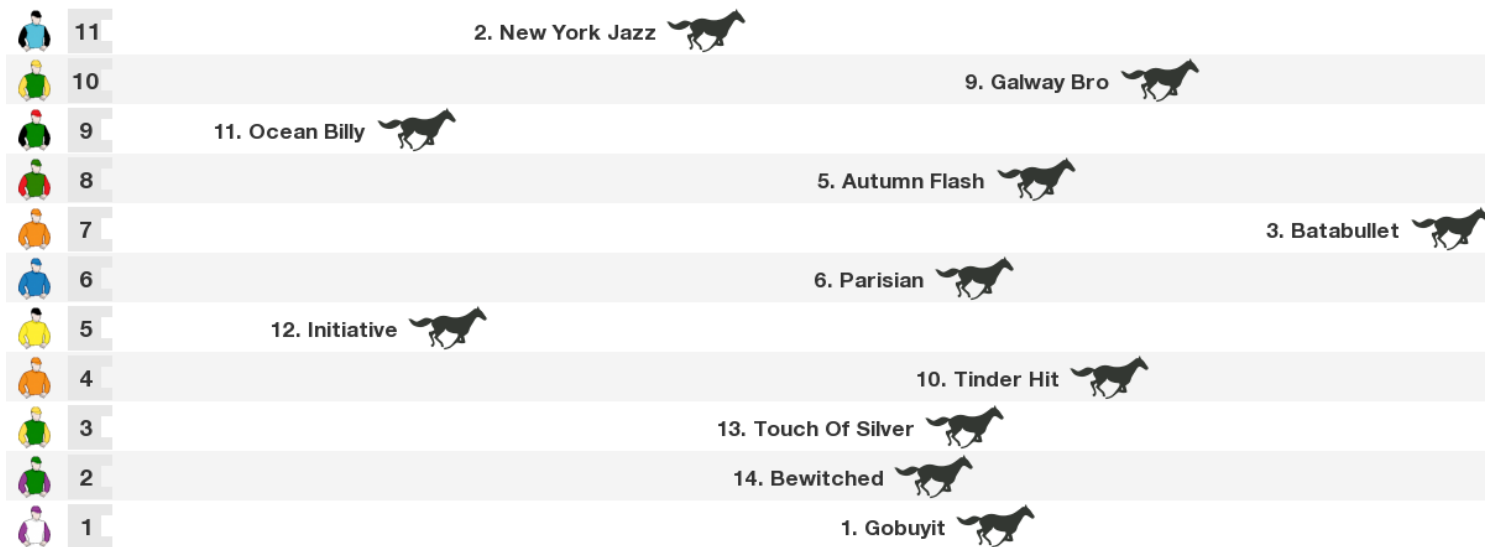 11 2. New York Jazz
10 9. Galway Bro
9 11. Ocean Billy
8 5. Autumn Flash
7 3. Batabullet
6 6. Parisian
5 12. Initiative
4 10. Tinder Hit
3 13. Touch Of Silver
2 14. Bewitched
1 1. Gobuyit